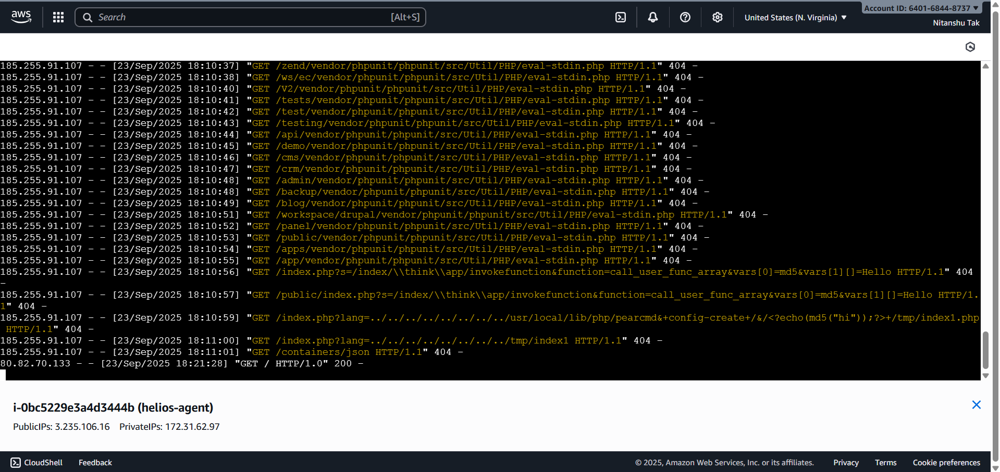 aws
Search
[Alt+S]
United States (N. Virginia) ▼
Account ID: 6401-6844-8737 ▼
Nitanshu Tak
185.255.91.107 - - [23/Sep/2025 18:10:37] "GET /zend/vendor/phpunit/phpunit/src/Util/PHP/eval-stdin.php HTTP/1.1" 404 -
185.255.91.107 - - [23/Sep/2025 18:10:38] "GET /ws/ec/vendor/phpunit/phpunit/src/Util/PHP/eval-stdin.php HTTP/1.1" 404 -
185.255.91.107 - - [23/Sep/2025 18:10:40] "GET /V2/vendor/phpunit/phpunit/src/Util/PHP/eval-stdin.php HTTP/1.1" 404 -
185.255.91.107 - - [23/Sep/2025 18:10:41] "GET /tests/vendor/phpunit/phpunit/src/Util/PHP/eval-stdin.php HTTP/1.1" 404 -
185.255.91.107 - - [23/Sep/2025 18:10:42] "GET /test/vendor/phpunit/phpunit/src/Util/PHP/eval-stdin.php HTTP/1.1" 404 -
185.255.91.107 - - [23/Sep/2025 18:10:43] "GET /testing/vendor/phpunit/phpunit/src/Util/PHP/eval-stdin.php HTTP/1.1" 404 -
185.255.91.107 - - [23/Sep/2025 18:10:44] "GET /api/vendor/phpunit/phpunit/src/Util/PHP/eval-stdin.php HTTP/1.1" 404 -
185.255.91.107 - - [23/Sep/2025 18:10:45] "GET /demo/vendor/phpunit/phpunit/src/Util/PHP/eval-stdin.php HTTP/1.1" 404 -
185.255.91.107 - - [23/Sep/2025 18:10:46] "GET /cms/vendor/phpunit/phpunit/src/Util/PHP/eval-stdin.php HTTP/1.1" 404 -
185.255.91.107 - - [23/Sep/2025 18:10:47] "GET /crm/vendor/phpunit/phpunit/src/Util/PHP/eval-stdin.php HTTP/1.1" 404 -
185.255.91.107 - - [23/Sep/2025 18:10:48] "GET /admin/vendor/phpunit/phpunit/src/Util/PHP/eval-stdin.php HTTP/1.1" 404 -
185.255.91.107 - - [23/Sep/2025 18:10:48] "GET /backup/vendor/phpunit/phpunit/src/Util/PHP/eval-stdin.php HTTP/1.1" 404 -
185.255.91.107 - - [23/Sep/2025 18:10:49] "GET /blog/vendor/phpunit/phpunit/src/Util/PHP/eval-stdin.php HTTP/1.1" 404 -
185.255.91.107 - - [23/Sep/2025 18:10:51] "GET /workspace/drupal/vendor/phpunit/phpunit/src/Util/PHP/eval-stdin.php HTTP/1.1" 404 -
185.255.91.107 - - [23/Sep/2025 18:10:52] "GET /panel/vendor/phpunit/phpunit/src/Util/PHP/eval-stdin.php HTTP/1.1" 404 -
185.255.91.107 - - [23/Sep/2025 18:10:53] "GET /public/vendor/phpunit/phpunit/src/Util/PHP/eval-stdin.php HTTP/1.1" 404 -
185.255.91.107 - - [23/Sep/2025 18:10:54] "GET /apps/vendor/phpunit/phpunit/src/Util/PHP/eval-stdin.php HTTP/1.1" 404 -
185.255.91.107 - - [23/Sep/2025 18:10:55] "GET /app/vendor/phpunit/phpunit/src/Util/PHP/eval-stdin.php HTTP/1.1" 404 -
185.255.91.107 - - [23/Sep/2025 18:10:56] "GET /index.php?s=/index/\\think\\app/invokefunction&function=call_user_func_array&vars[0]=md5&vars[1][]=Hello HTTP/1.1" 404
-
185.255.91.107 - - [23/Sep/2025 18:10:57] "GET /public/index.php?s=/index/\\think\\app/invokefunction&function=call_user_func_array&vars[0]=md5&vars[1][]=Hello HTTP/1.
1" 404 -
185.255.91.107 - - [23/Sep/2025 18:10:59] "GET /index.php?lang=../../../../../../../../usr/local/lib/php/pearcmd&+config-create+/&/<?echo(md5("hi"));?>+/tmp/index1.php
HTTP/1.1" 404 -
185.255.91.107 - - [23/Sep/2025 18:11:00] "GET /index.php?lang=../../../../../../../../tmp/index1 HTTP/1.1" 404 -
185.255.91.107 - - [23/Sep/2025 18:11:01] "GET /containers/json HTTP/1.1" 404 -
80.82.70.133 - - [23/Sep/2025 18:21:28] "GET / HTTP/1.0" 200 -
i-0bc5229e3a4d3444b (helios-agent)
PublicIPs: 3.235.106.16 PrivateIPs: 172.31.62.97
CloudShell Feedback © 2025, Amazon Web Services, Inc. or its affiliates. Privacy Terms Cookie preferences